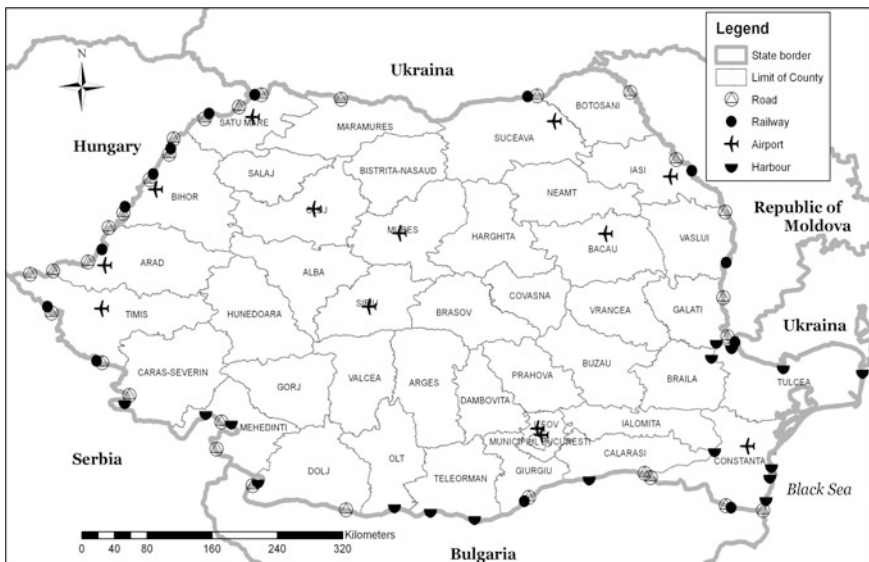 N
Ukraina
Legend
State border
Limit of County
Road
Railway
Airport
Harbour
BOTOSANI
SATU MARE
MARAMURES
SUCEAVA
Hungary
SALAJ
BISTRITA-NASAUD
IASI
NEAMT
BIHOR
CLUJ
Republic of
Moldova
MURES
HARGHITA
BACAU
VASLUI
ARAD
ALBA
COVASNA
TIMIS
HUNEDOARA
SIBIU
BRASOV
VRANCEA
GALATI
Ukraina
CARAS-SEVERIN
GORJ
VALCEA
ARGES
PRAHOVA
BUZAU
BRAILA
TULCEA
DAMBOVITA
MEHEDINTI
ILFOV
IALOMITA
MUNICIPIUL BUCURESTI
CALARASI
CONSTANTA
Serbia
DOLJ
OLT
TELEORMAN
GIURGIU
Black Sea
Kilometers
0 20 40 80 160 240 320
Bulgaria